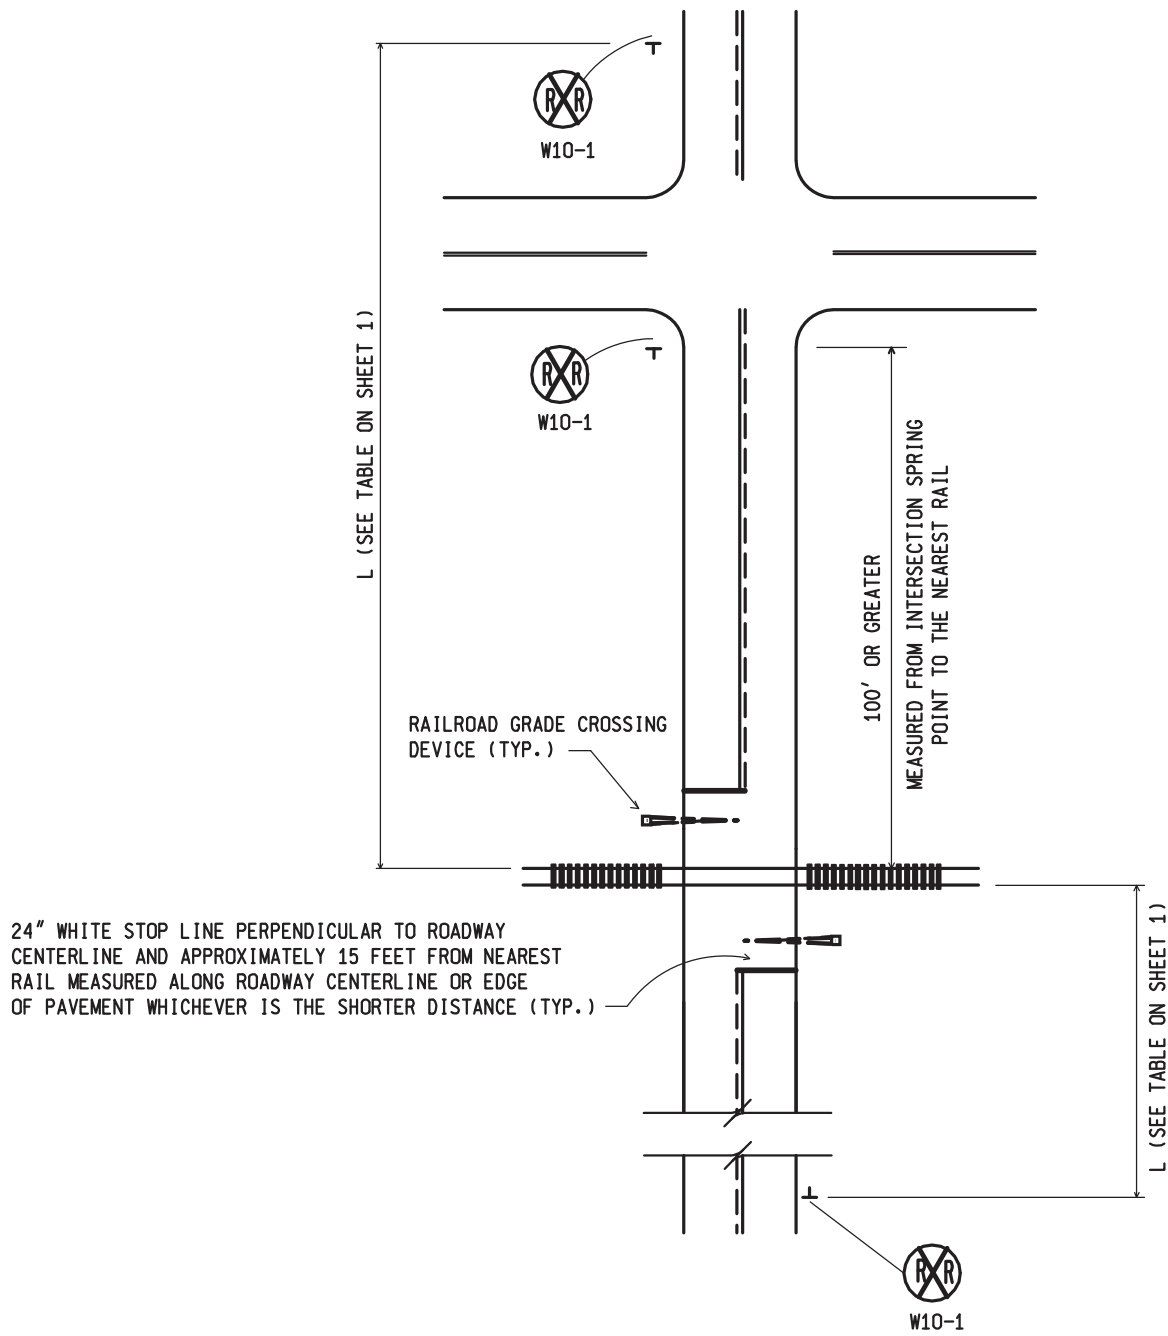 R R
W10-1
L (SEE TABLE ON SHEET 1)
R R
W10-1
100' OR GREATER
MEASURED FROM INTERSECTION SPRING
POINT TO THE NEAREST RAIL
RAILROAD GRADE CROSSING
DEVICE (TYP.)
24" WHITE STOP LINE PERPENDICULAR TO ROADWAY
CENTERLINE AND APPROXIMATELY 15 FEET FROM NEAREST
RAIL MEASURED ALONG ROADWAY CENTERLINE OR EDGE
OF PAVEMENT WHICHEVER IS THE SHORTER DISTANCE (TYP.)
L (SEE TABLE ON SHEET 1)
R R
W10-1